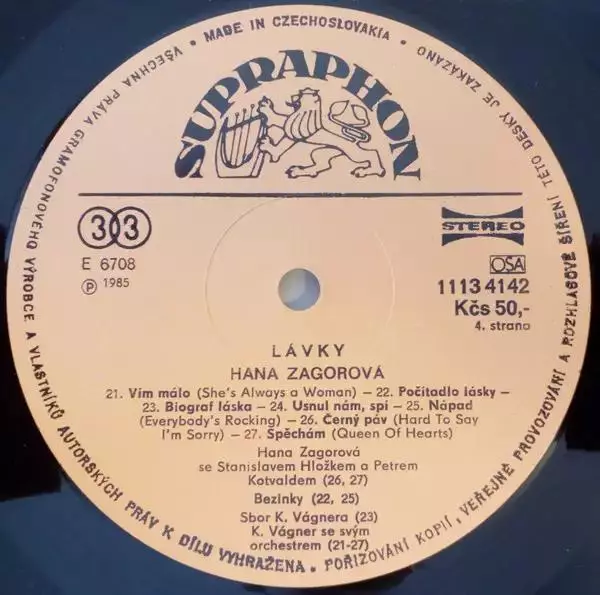 MADE IN CZECHOSLOVAKIA •
VŠECHNA PRÁVA GRAMOFONOVÉHO VÝROBCE A VLASTNÍKŮ AUTORSKÝCH PRÁV K DÍLU VYHRAŽENA • POŘIZOVÁNÍ KOPIÍ, VEŘEJNÉ PROVOZOVÁNÍ A ROZHLASOVÉ ŠÍŘENÍ TÉTO DESKY JE ZAKÁZÁNO •
SUPRAPHON
33
STEREO
E 6708
OSA
℗ 1985
1113 4142
Kčs 50,-
4. strana
LÁVKY
HANA ZAGOROVÁ
21. Vím málo (She's Always a Woman) – 22. Počítadlo lásky –
23. Biograf láska – 24. Usnul nám, spi – 25. Nápad
(Everybody's Rocking) – 26. Černý páv (Hard To Say
I'm Sorry) – 27. Spěchám (Queen Of Hearts)
Hana Zagorová
se Stanislavem Hložkem a Petrem
Kotvaldem (26, 27)
Bezinky (22, 25)
Sbor K. Vágnera (23)
K. Vágner se svým
orchestrem (21-27)